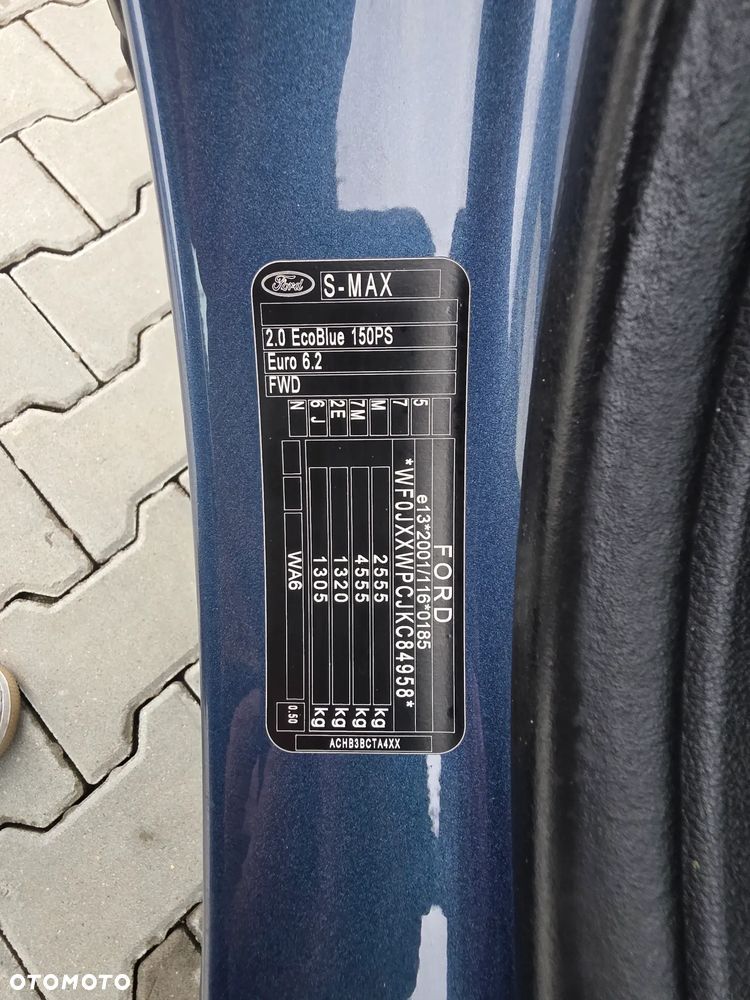 Ford
S-MAX
2.0 EcoBlue 150PS
Euro 6.2
FWD
5
7
M
7M
2E
6J
N
FORD
e13*2001/116*0185
*WF0JXXWPCJKC84958*
2555 kg
4555 kg
1320 kg
1305 kg
WA6
0.50
ACHB3BCTA4XX
OTOMOTO